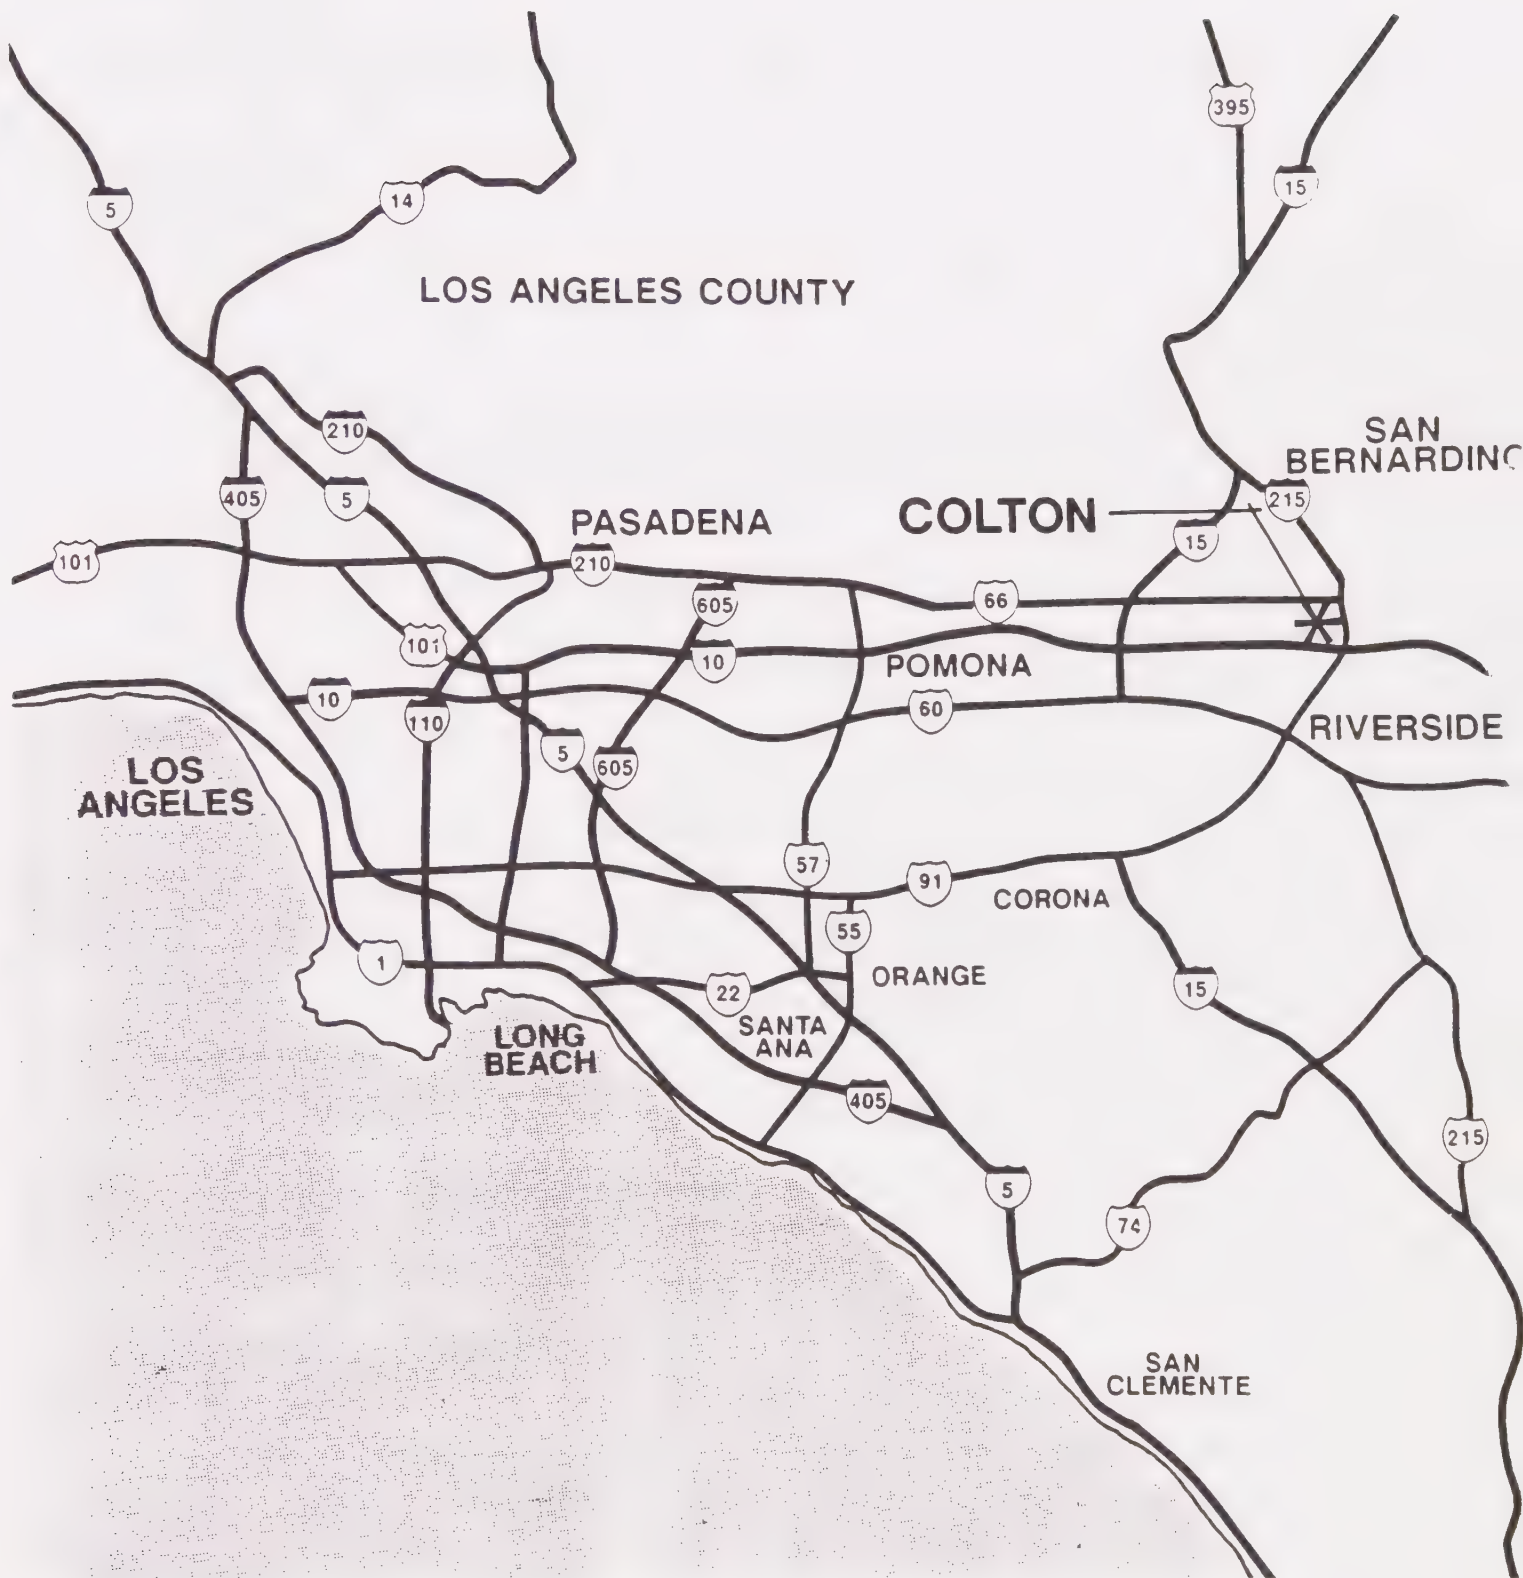 395
15
5
14
LOS ANGELES COUNTY
210
SAN
BERNARDINO
405
5
215
COLTON
PASADENA
15
101
210
605
66
101
10
POMONA
10
110
60
RIVERSIDE
5
605
LOS
ANGELES
57
91
CORONA
55
1
ORANGE
22
15
SANTA
ANA
LONG
BEACH
405
215
5
74
SAN
CLEMENTE